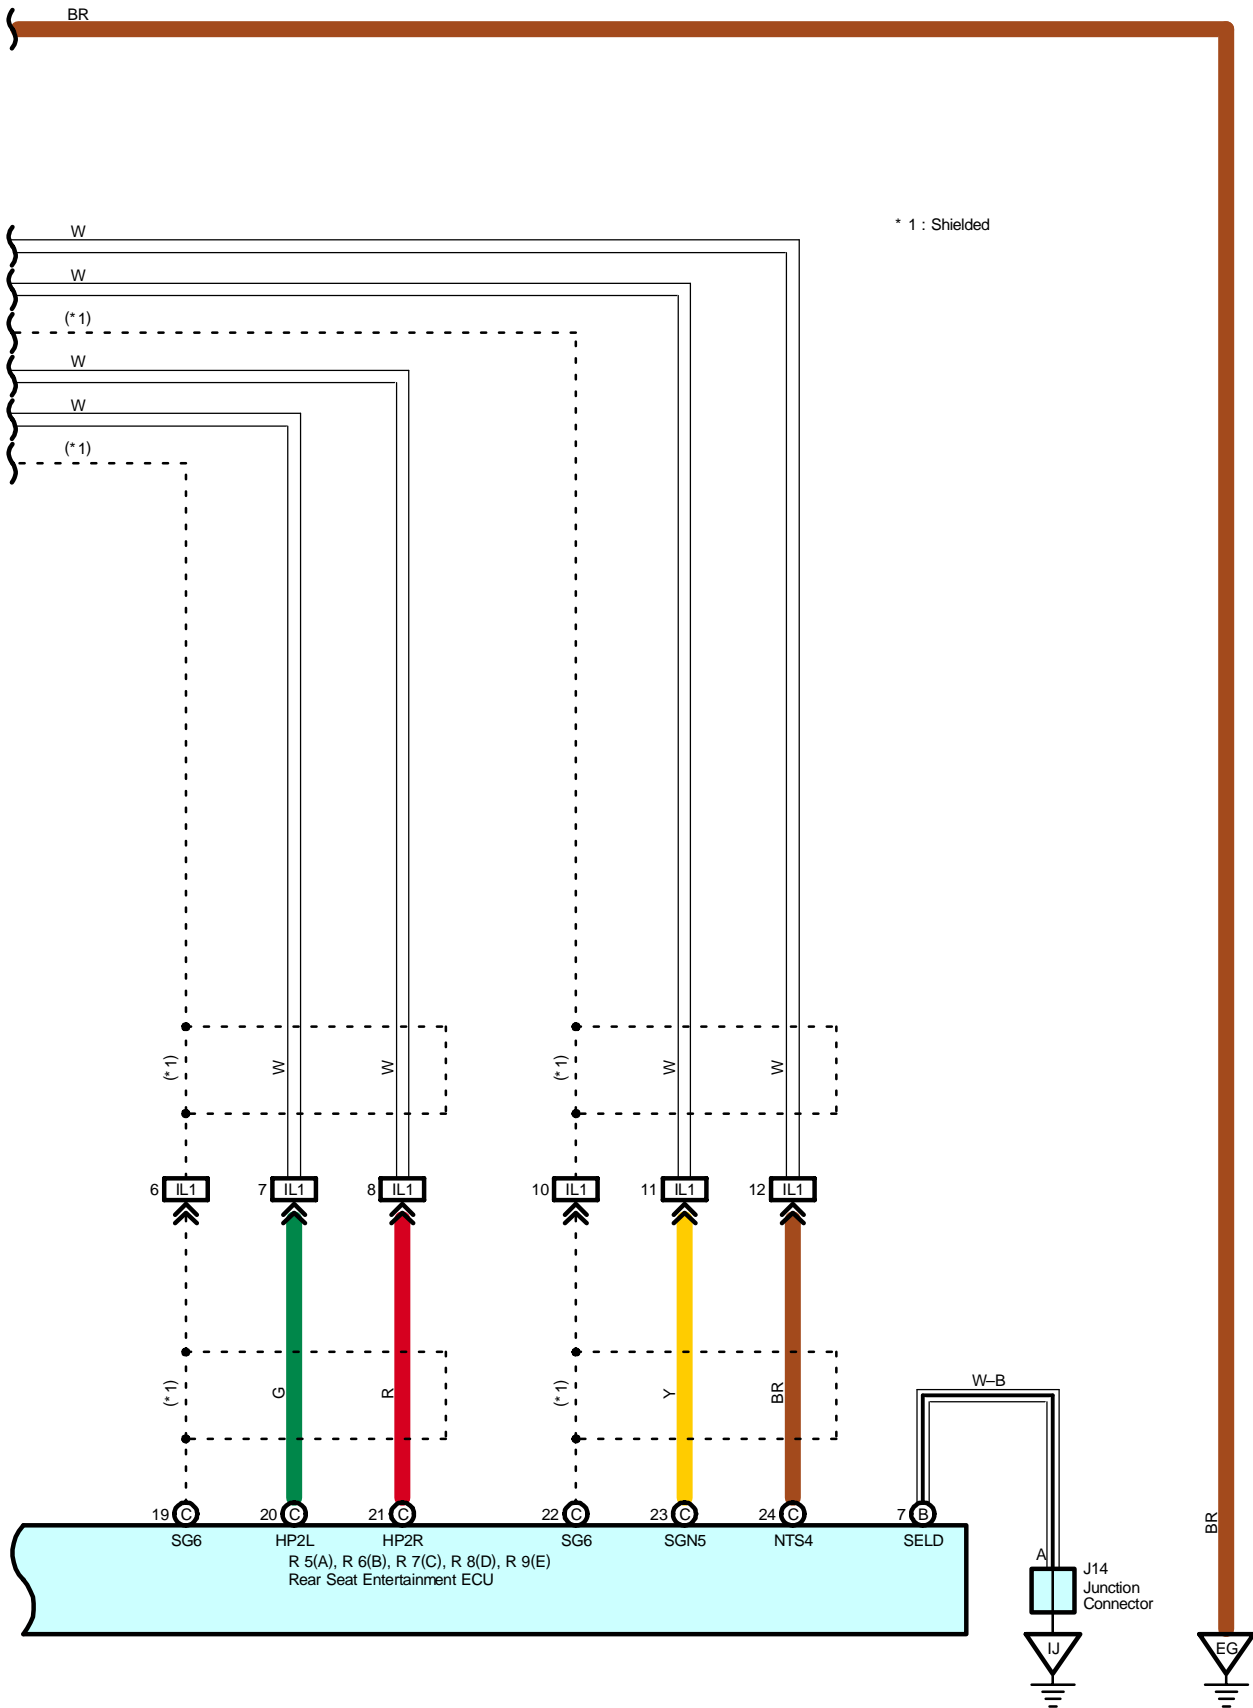 BR
W
* 1 : Shielded
W
(*1)
W
W
(*1)
(*1)
W
W
(*1)
W
W
6 IL1
7 IL1
8 IL1
10 IL1
11 IL1
12 IL1
(*1)
G
R
(*1)
Y
BR
W–B
19 C
20 C
21 C
22 C
23 C
24 C
7 B
BR
SG6
HP2L
HP2R
SG6
SGN5
NTS4
SELD
R 5(A), R 6(B), R 7(C), R 8(D), R 9(E)
Rear Seat Entertainment ECU
A
J14
Junction
Connector
IJ
EG